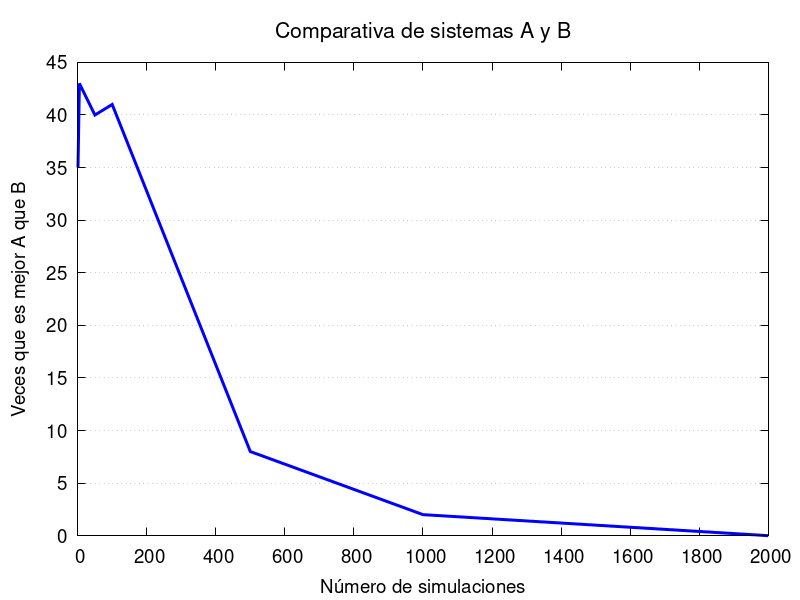 Comparativa de sistemas A y B
45
40
35
30
25
20
15
10
5
0
Veces que es mejor A que B
0 200 400 600 800 1000 1200 1400 1600 1800 2000
Número de simulaciones